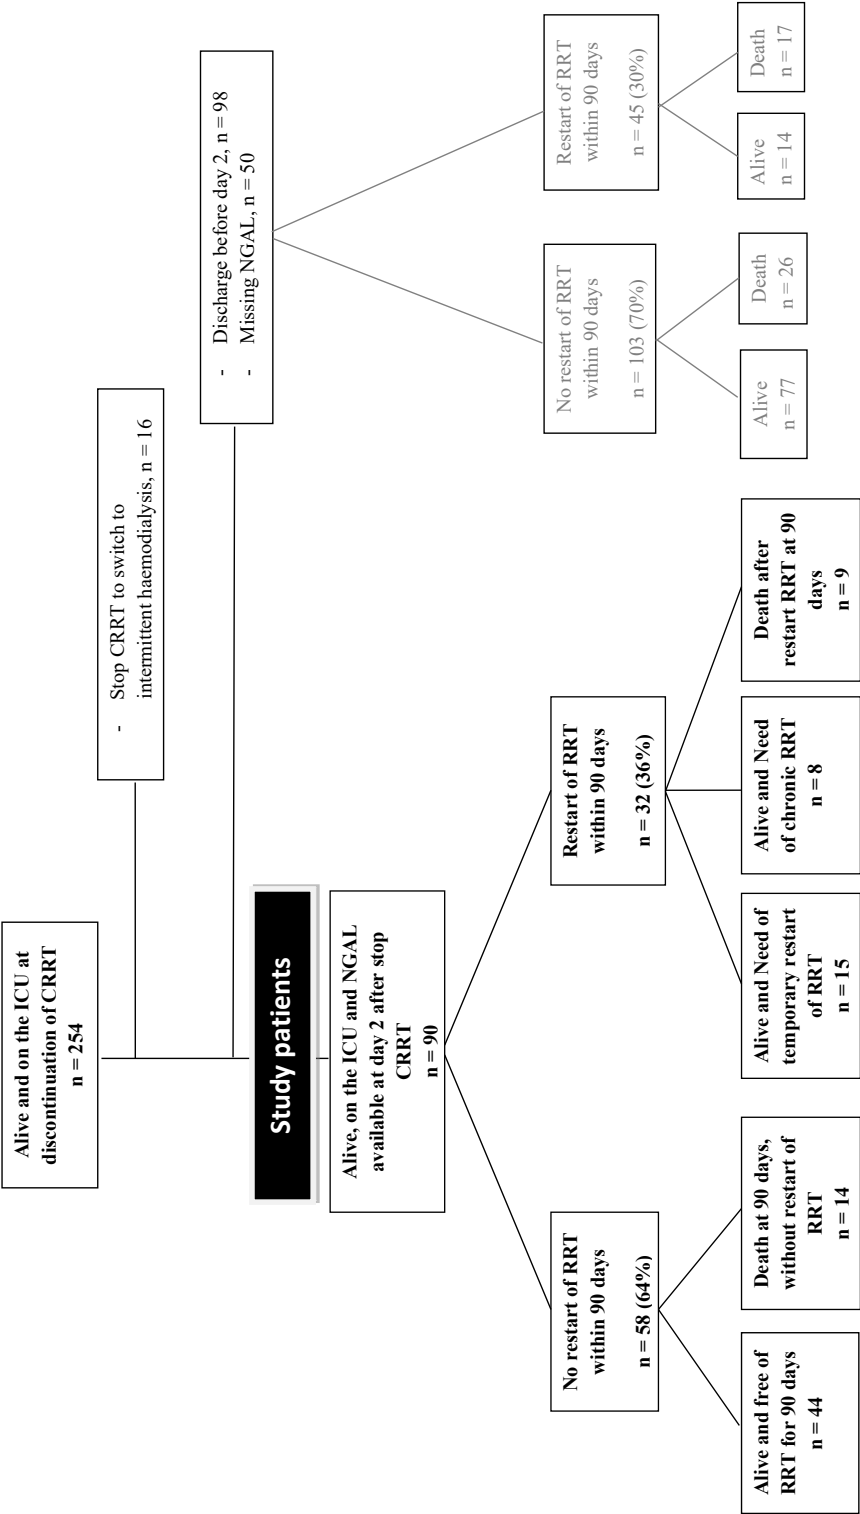 Alive and on the ICU at
discontinuation of CRRT
n = 254
- Stop CRRT to switch to
intermittent haemodialysis, n = 16
- Discharge before day 2, n = 98
- Missing NGAL, n = 50
Study patients
Alive, on the ICU and NGAL
available at day 2 after stop
CRRT
n = 90
No restart of RRT
within 90 days
n = 58 (64%)
Restart of RRT
within 90 days
n = 32 (36%)
No restart of RRT
within 90 days
n = 103 (70%)
Restart of RRT
within 90 days
n = 45 (30%)
Alive and free of
RRT for 90 days
n = 44
Death at 90 days,
without restart of
RRT
n = 14
Alive and Need of
temporary restart
of RRT
n = 15
Alive and Need
of chronic RRT
n = 8
Death after
restart RRT at 90
days
n = 9
Alive
n = 77
Death
n = 26
Alive
n = 14
Death
n = 17